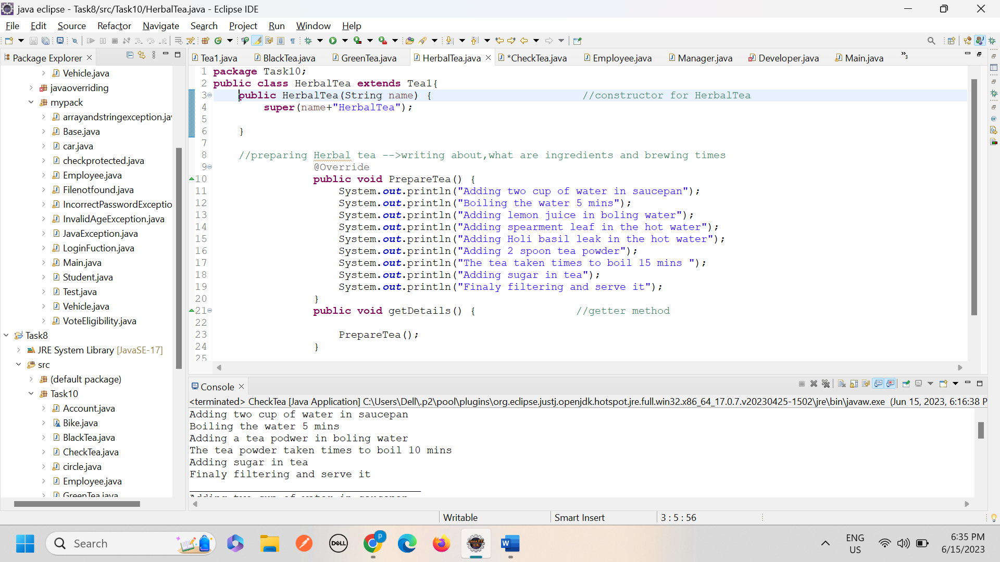 java eclipse - Task8/src/Task10/HerbalTea.java - Eclipse IDE
File Edit Source Refactor Navigate Search Project Run Window Help
Package Explorer
Vehicle.java
javaoverriding
mypack
arrayandstringexception.jav
Base.java
car.java
checkprotected.java
Employee.java
Filenotfound.java
IncorrectPasswordExceptio
InvalidAgeException.java
JavaException.java
LoginFuction.java
Main.java
Student.java
Test.java
Vehicle.java
VoteEligibility.java
Task8
JRE System Library [JavaSE-17]
src
(default package)
Task10
Account.java
Bike.java
BlackTea.java
CheckTea.java
circle.java
Employee.java
GreenTea.java
Tea1.java BlackTea.java GreenTea.java HerbalTea.java *CheckTea.java Employee.java Manager.java Developer.java Main.java »3
1 package Task10;
2 public class HerbalTea extends Tea1{
3 public HerbalTea(String name) { //constructor for HerbalTea
4 super(name+"HerbalTea");
5
6 }
7
8 //preparing Herbal tea -->writing about,what are ingredients and brewing times
9 @Override
10 public void PrepareTea() {
11 System.out.println("Adding two cup of water in saucepan");
12 System.out.println("Boiling the water 5 mins");
13 System.out.println("Adding lemon juice in boling water");
14 System.out.println("Adding spearment leaf in the hot water");
15 System.out.println("Adding Holi basil leak in the hot water");
16 System.out.println("Adding 2 spoon tea powder");
17 System.out.println("The tea taken times to boil 15 mins ");
18 System.out.println("Adding sugar in tea");
19 System.out.println("Finaly filtering and serve it");
20 }
21 public void getDetails() { //getter method
22
23 PrepareTea();
24 }
25
Console
<terminated> CheckTea [Java Application] C:\Users\Dell\.p2\pool\plugins\org.eclipse.justj.openjdk.hotspot.jre.full.win32.x86_64_17.0.7.v20230425-1502\jre\bin\javaw.exe (Jun 15, 2023, 6:16:38 P
Adding two cup of water in saucepan
Boiling the water 5 mins
Adding a tea podwer in boling water
The tea powder taken times to boil 10 mins
Adding sugar in tea
Finaly filtering and serve it
Adding two cup of water in saucepan
Writable Smart Insert 3 : 5 : 56
Search
DELL
P
Java EE IDE
W
ENG
US
6:35 PM
6/15/2023